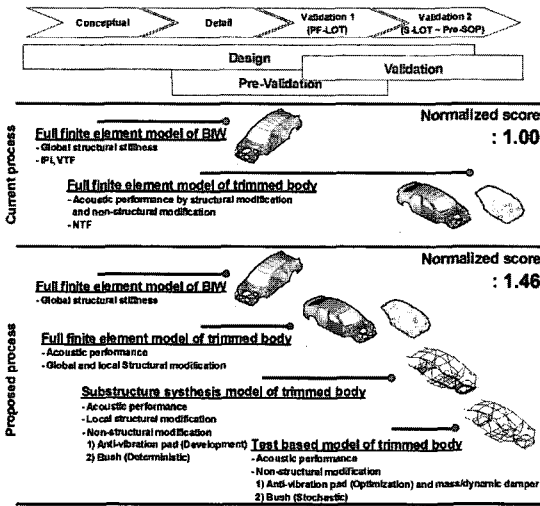 Conceptual
Detail
Validation 1
(PF-LOT)
Validation 2
(S-LOT ~ Pre-SOP)
Design
Validation
Pre-Validation
Current process
Normalized score
: 1.00
Full finite element model of BIW
- Global structural stiffness
- IPI, VTF
Full finite element model of trimmed body
- Acoustic performance by structural modification
and non-structural modification
- NTF
Proposed process
Normalized score
: 1.46
Full finite element model of BIW
- Global structural stiffness
Full finite element model of trimmed body
- Acoustic performance
- Global and local Structural modification
Substructure systhesis model of trimmed body
- Acoustic performance
- Local structural modification
- Non-structural modification
1) Anti-vibration pad (Development)
2) Bush (Deterministic)
Test based model of trimmed body
- Acoustic performance
- Non-structural modification
1) Anti-vibration pad (Optimization) and mass/dynamic damper
2) Bush (Stochastic)